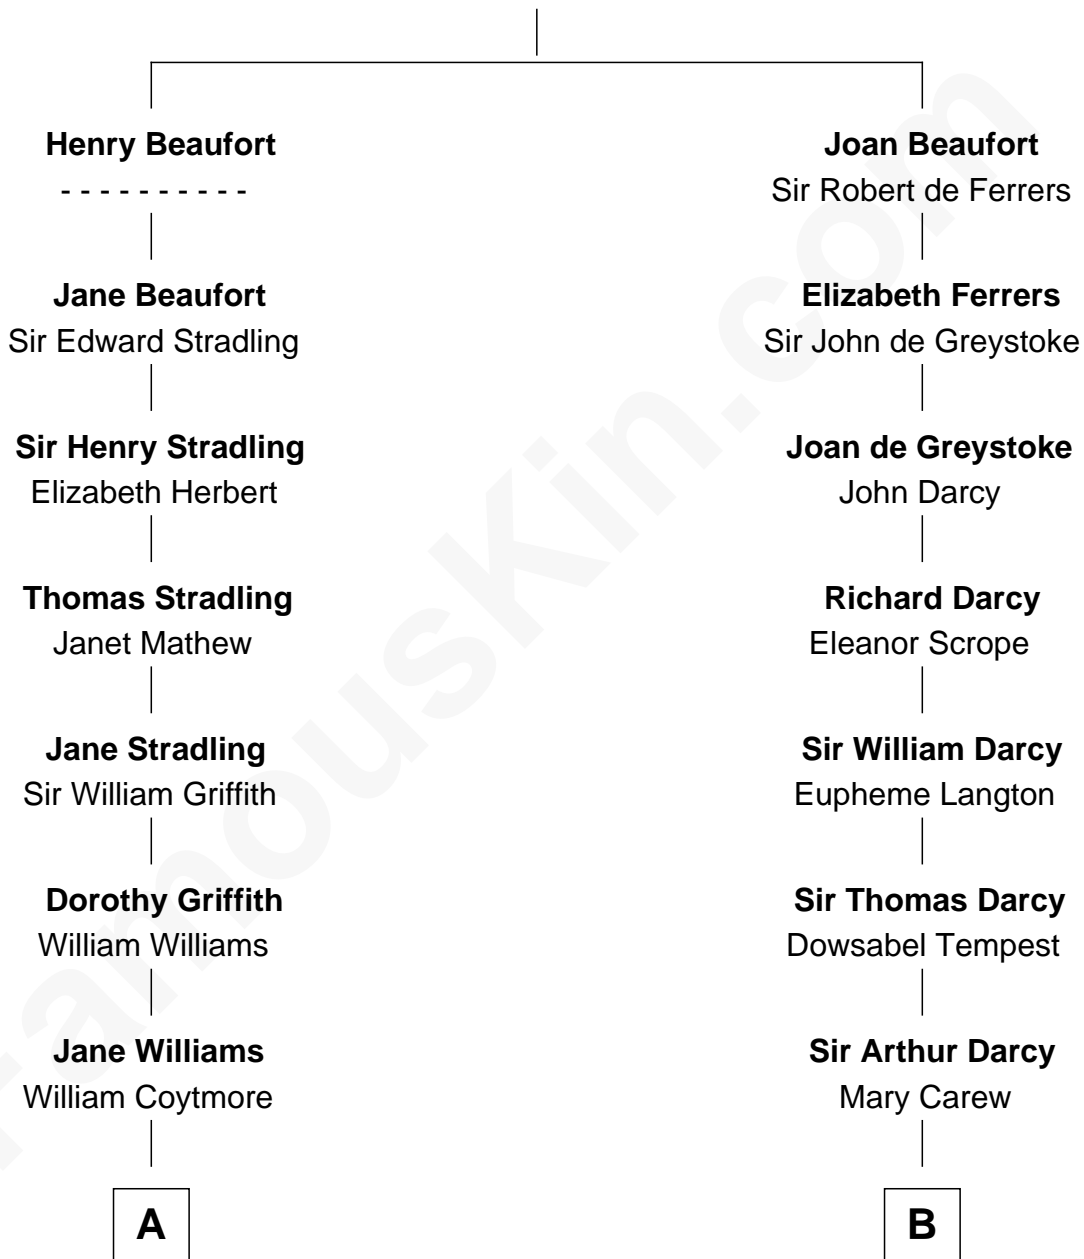 Henry Beaufort
- - - - - - - - - -
Jane Beaufort
Sir Edward Stradling
Sir Henry Stradling
Elizabeth Herbert
Thomas Stradling
Janet Mathew
Jane Stradling
Sir William Griffith
Dorothy Griffith
William Williams
Jane Williams
William Coytmore
A
Joan Beaufort
Sir Robert de Ferrers
Elizabeth Ferrers
Sir John de Greystoke
Joan de Greystoke
John Darcy
Richard Darcy
Eleanor Scrope
Sir William Darcy
Eupheme Langton
Sir Thomas Darcy
Dowsabel Tempest
Sir Arthur Darcy
Mary Carew
B
FamousKin.com